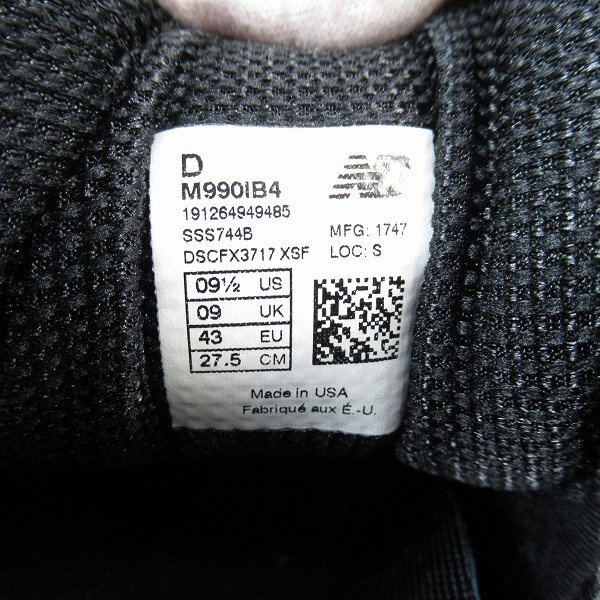 D
M990IB4
191264949485
SSS744B MFG: 1747
DSCFX3717 XSF LOC: S
09½ US
09 UK
43 EU
27.5 CM
Made in USA
Fabriqué aux É.-U.